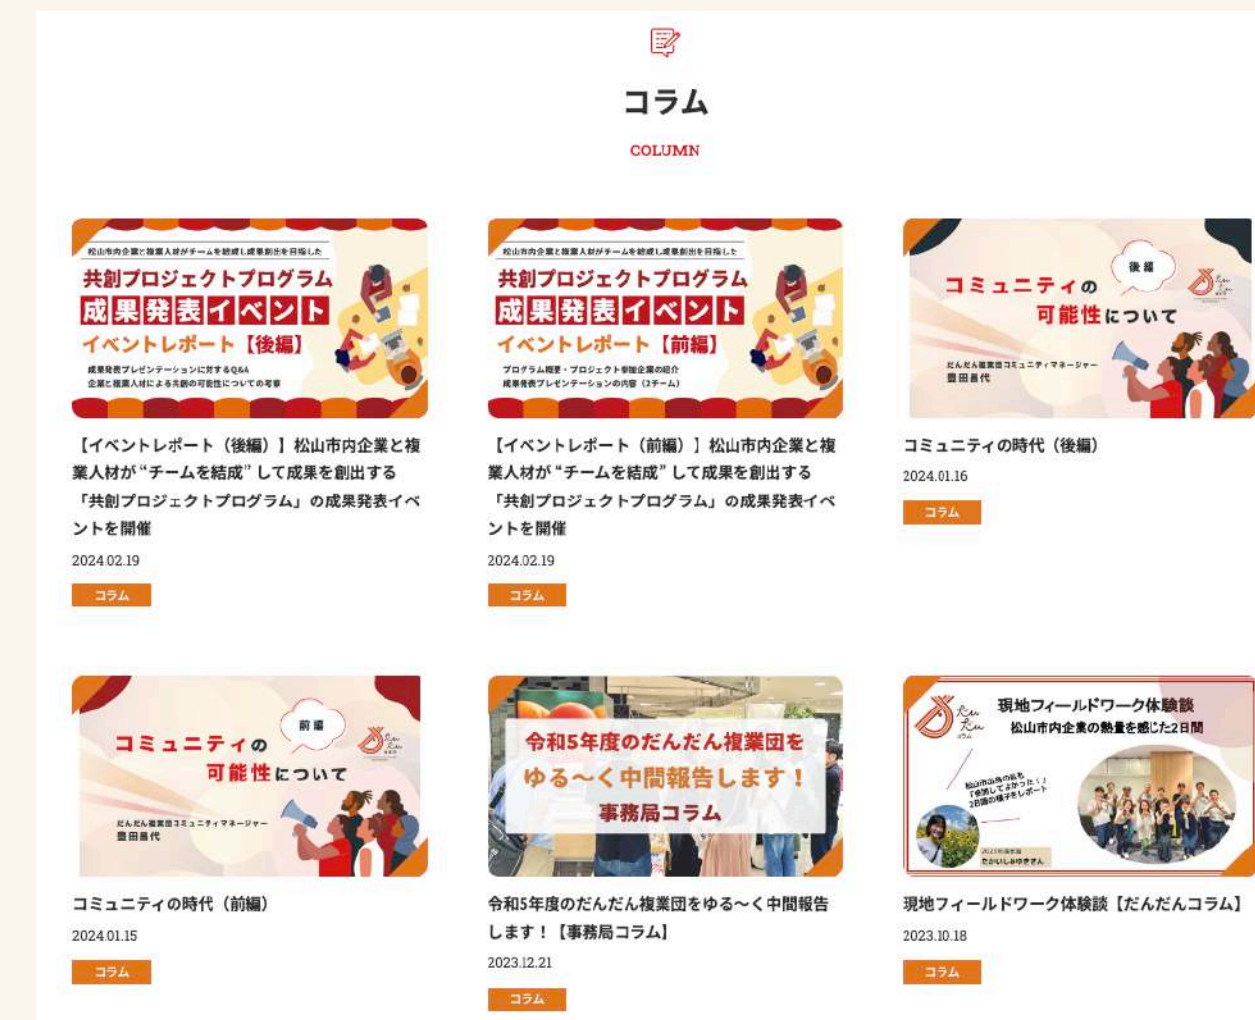 コラム
COLUMN
松山市内企業と複業人材がチームを結成し成果創出を目指した
共創プロジェクトプログラム
成果発表イベント
イベントレポート【後編】
成果発表プレゼンテーションに対するQ&A
企業と複業人材による共創の可能性についての考察
【イベントレポート（後編）】松山市内企業と複
業人材が“チームを結成”して成果を創出する
「共創プロジェクトプログラム」の成果発表イベ
ントを開催
2024.02.19
コラム
松山市内企業と複業人材がチームを結成し成果創出を目指した
共創プロジェクトプログラム
成果発表イベント
イベントレポート【前編】
プログラム概要・プロジェクト参加企業の紹介
成果発表プレゼンテーションの内容（2チーム）
【イベントレポート（前編）】松山市内企業と複
業人材が“チームを結成”して成果を創出する
「共創プロジェクトプログラム」の成果発表イベ
ントを開催
2024.02.19
コラム
後編
コミュニティの
可能性について
だんだん複業団コミュニティマネージャー
豊田昌代
コミュニティの時代（後編）
2024.01.16
コラム
前編
コミュニティの
可能性について
だんだん複業団コミュニティマネージャー
豊田昌代
コミュニティの時代（前編）
2024.01.15
コラム
令和5年度のだんだん複業団を
ゆる〜く中間報告します！
事務局コラム
令和5年度のだんだん複業団をゆる〜く中間報告
します！【事務局コラム】
2023.12.21
コラム
だんだん
コラム
現地フィールドワーク体験談
松山市内企業の熱量を感じた2日間
「参加してよかった！」
2日間の様子をレポート
現地フィールドワーク体験談【だんだんコラム】
2023.10.18
コラム